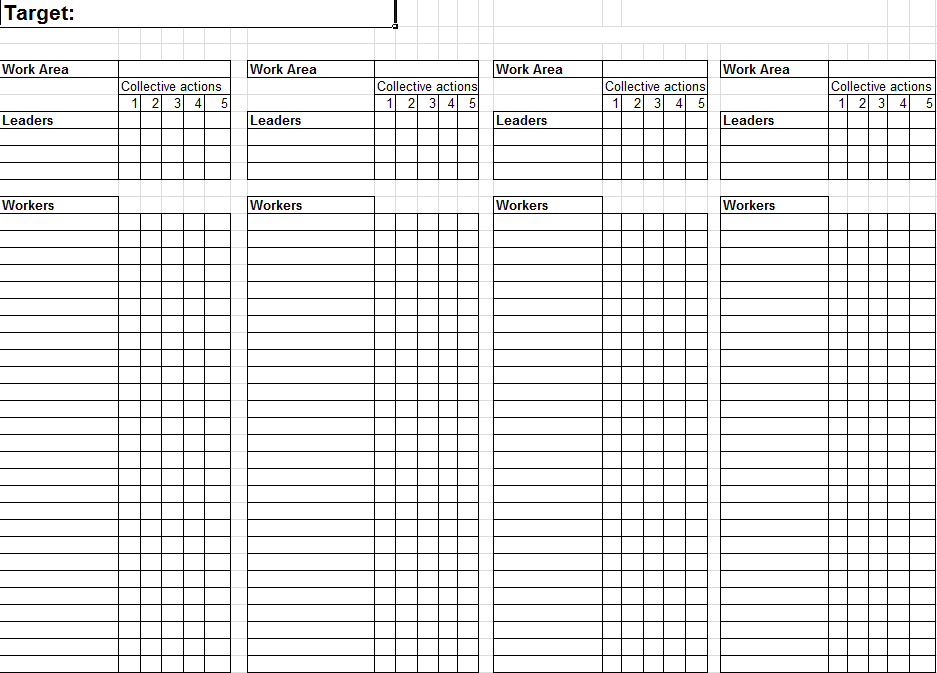 Target:
Work Area Work Area Work Area Work Area
Collective actions Collective actions Collective actions Collective actions
1 2 3 4 5 1 2 3 4 5 1 2 3 4 5 1 2 3 4 5
Leaders Leaders Leaders Leaders
Workers Workers Workers Workers